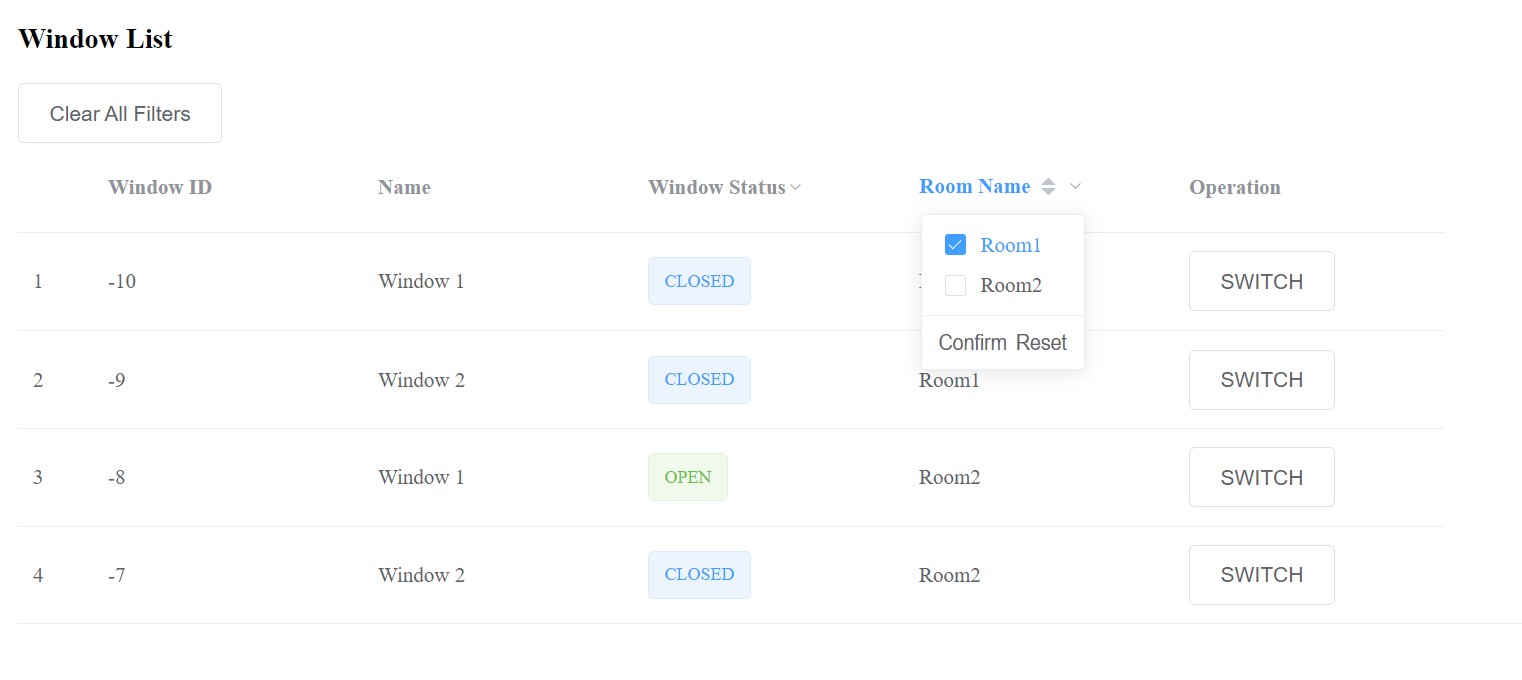 Window List
Clear All Filters
Window ID Name Window Status Room Name Operation
Room1
1 -10 Window 1 CLOSED SWITCH
Room2
Confirm Reset
2 -9 Window 2 CLOSED Room1 SWITCH
3 -8 Window 1 OPEN Room2 SWITCH
4 -7 Window 2 CLOSED Room2 SWITCH